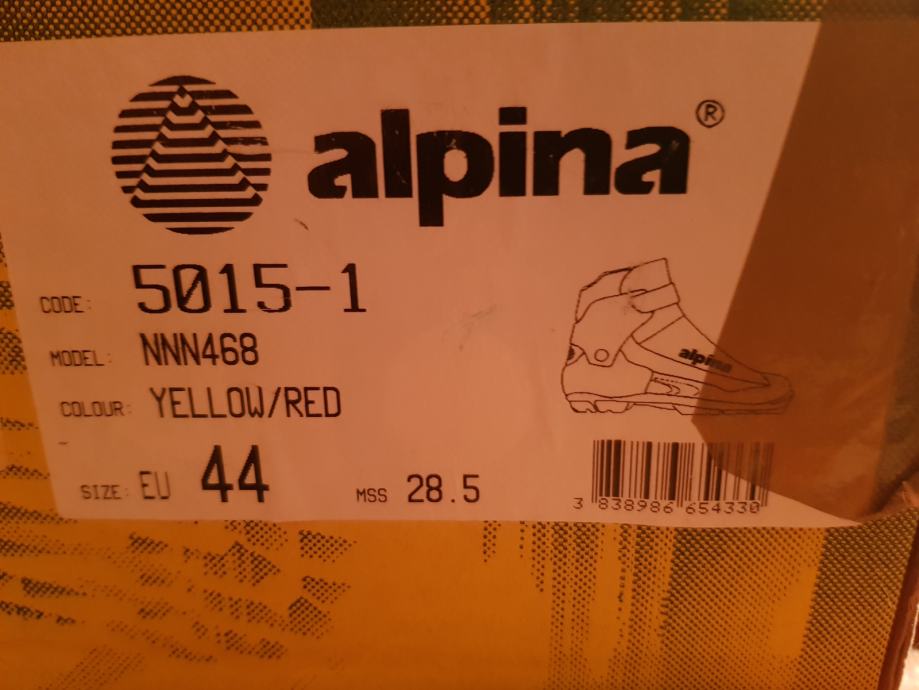 alpina®
CODE: 5015-1
MODEL: NNN468
COLOUR: YELLOW/RED
SIZE: EU 44 MSS 28.5
alpina
3 838986 654330